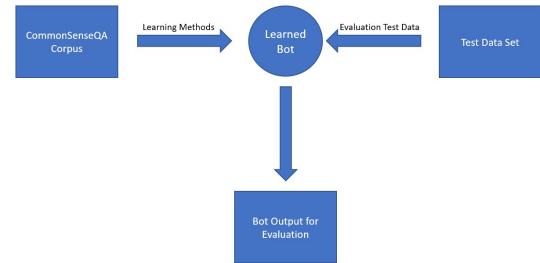 CommonSenseQA
Corpus
Learning Methods
Learned
Bot
Evaluation Test Data
Test Data Set
Bot Output for
Evaluation